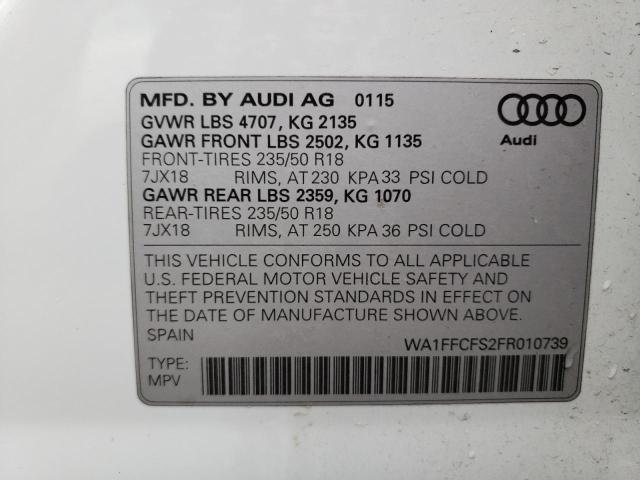 MFD. BY AUDI AG 0115
GVWR LBS 4707, KG 2135
GAWR FRONT LBS 2502, KG 1135
FRONT-TIRES 235/50 R18
7JX18 RIMS, AT 230 KPA 33 PSI COLD
GAWR REAR LBS 2359, KG 1070
REAR-TIRES 235/50 R18
7JX18 RIMS, AT 250 KPA 36 PSI COLD
Audi
THIS VEHICLE CONFORMS TO ALL APPLICABLE
U.S. FEDERAL MOTOR VEHICLE SAFETY AND
THEFT PREVENTION STANDARDS IN EFFECT ON
THE DATE OF MANUFACTURE SHOWN ABOVE.
SPAIN WA1FFCFS2FR010739
TYPE:
MPV